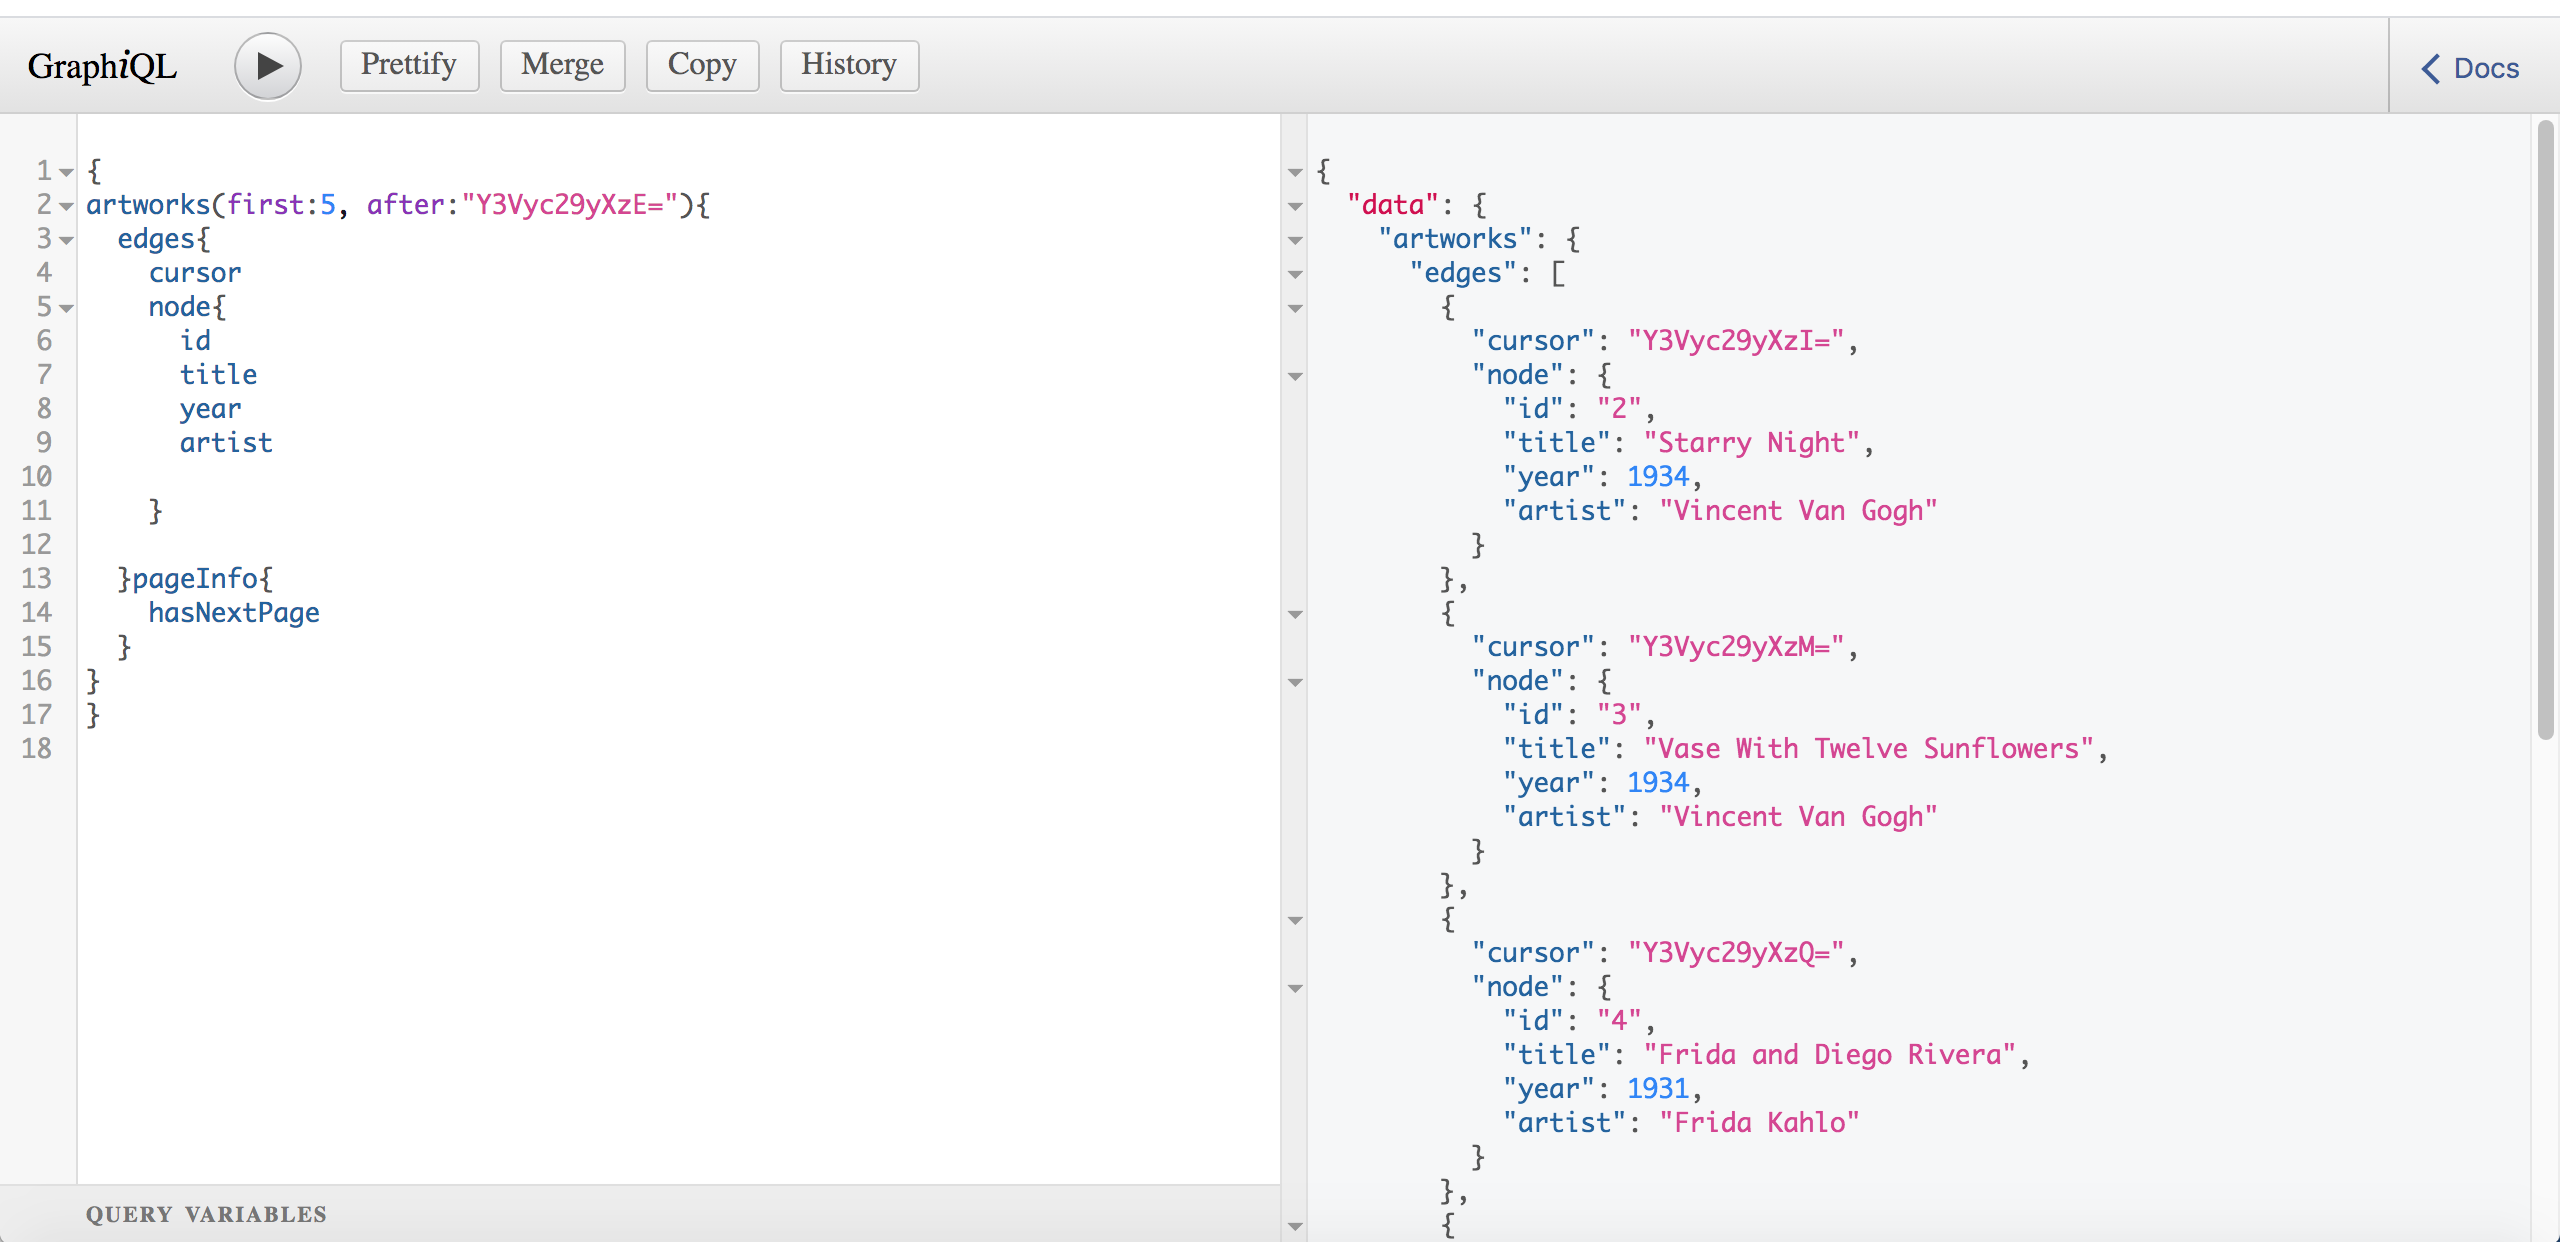 GraphiQL Prettify Merge Copy History Docs
1 {
2 artworks(first:5, after:"Y3Vyc29yXzE="){
3 edges{
4 cursor
5 node{
6 id
7 title
8 year
9 artist
10
11 }
12
13 }pageInfo{
14 hasNextPage
15 }
16 }
17 }
18
QUERY VARIABLES
{
"data": {
"artworks": {
"edges": [
{
"cursor": "Y3Vyc29yXzI=",
"node": {
"id": "2",
"title": "Starry Night",
"year": 1934,
"artist": "Vincent Van Gogh"
}
},
{
"cursor": "Y3Vyc29yXzM=",
"node": {
"id": "3",
"title": "Vase With Twelve Sunflowers",
"year": 1934,
"artist": "Vincent Van Gogh"
}
},
{
"cursor": "Y3Vyc29yXzQ=",
"node": {
"id": "4",
"title": "Frida and Diego Rivera",
"year": 1931,
"artist": "Frida Kahlo"
}
},
{